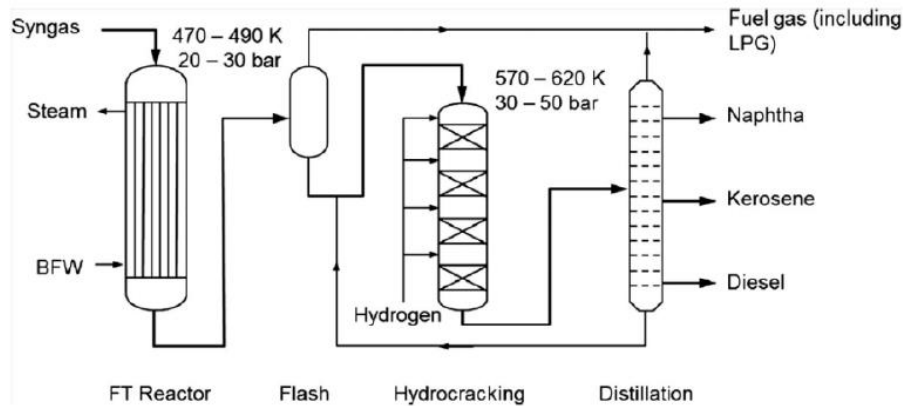 Syngas
470 – 490 K
20 – 30 bar
Fuel gas (including
LPG)
570 – 620 K
30 – 50 bar
Steam
Naphtha
Kerosene
BFW
Diesel
Hydrogen
FT Reactor
Flash
Hydrocracking
Distillation